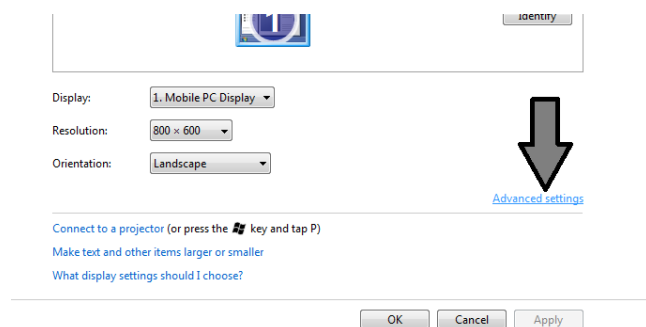 1
Identify
Display: 1. Mobile PC Display
Resolution: 800 × 600
Orientation: Landscape
Advanced settings
Connect to a projector (or press the key and tap P)
Make text and other items larger or smaller
What display settings should I choose?
OK Cancel Apply